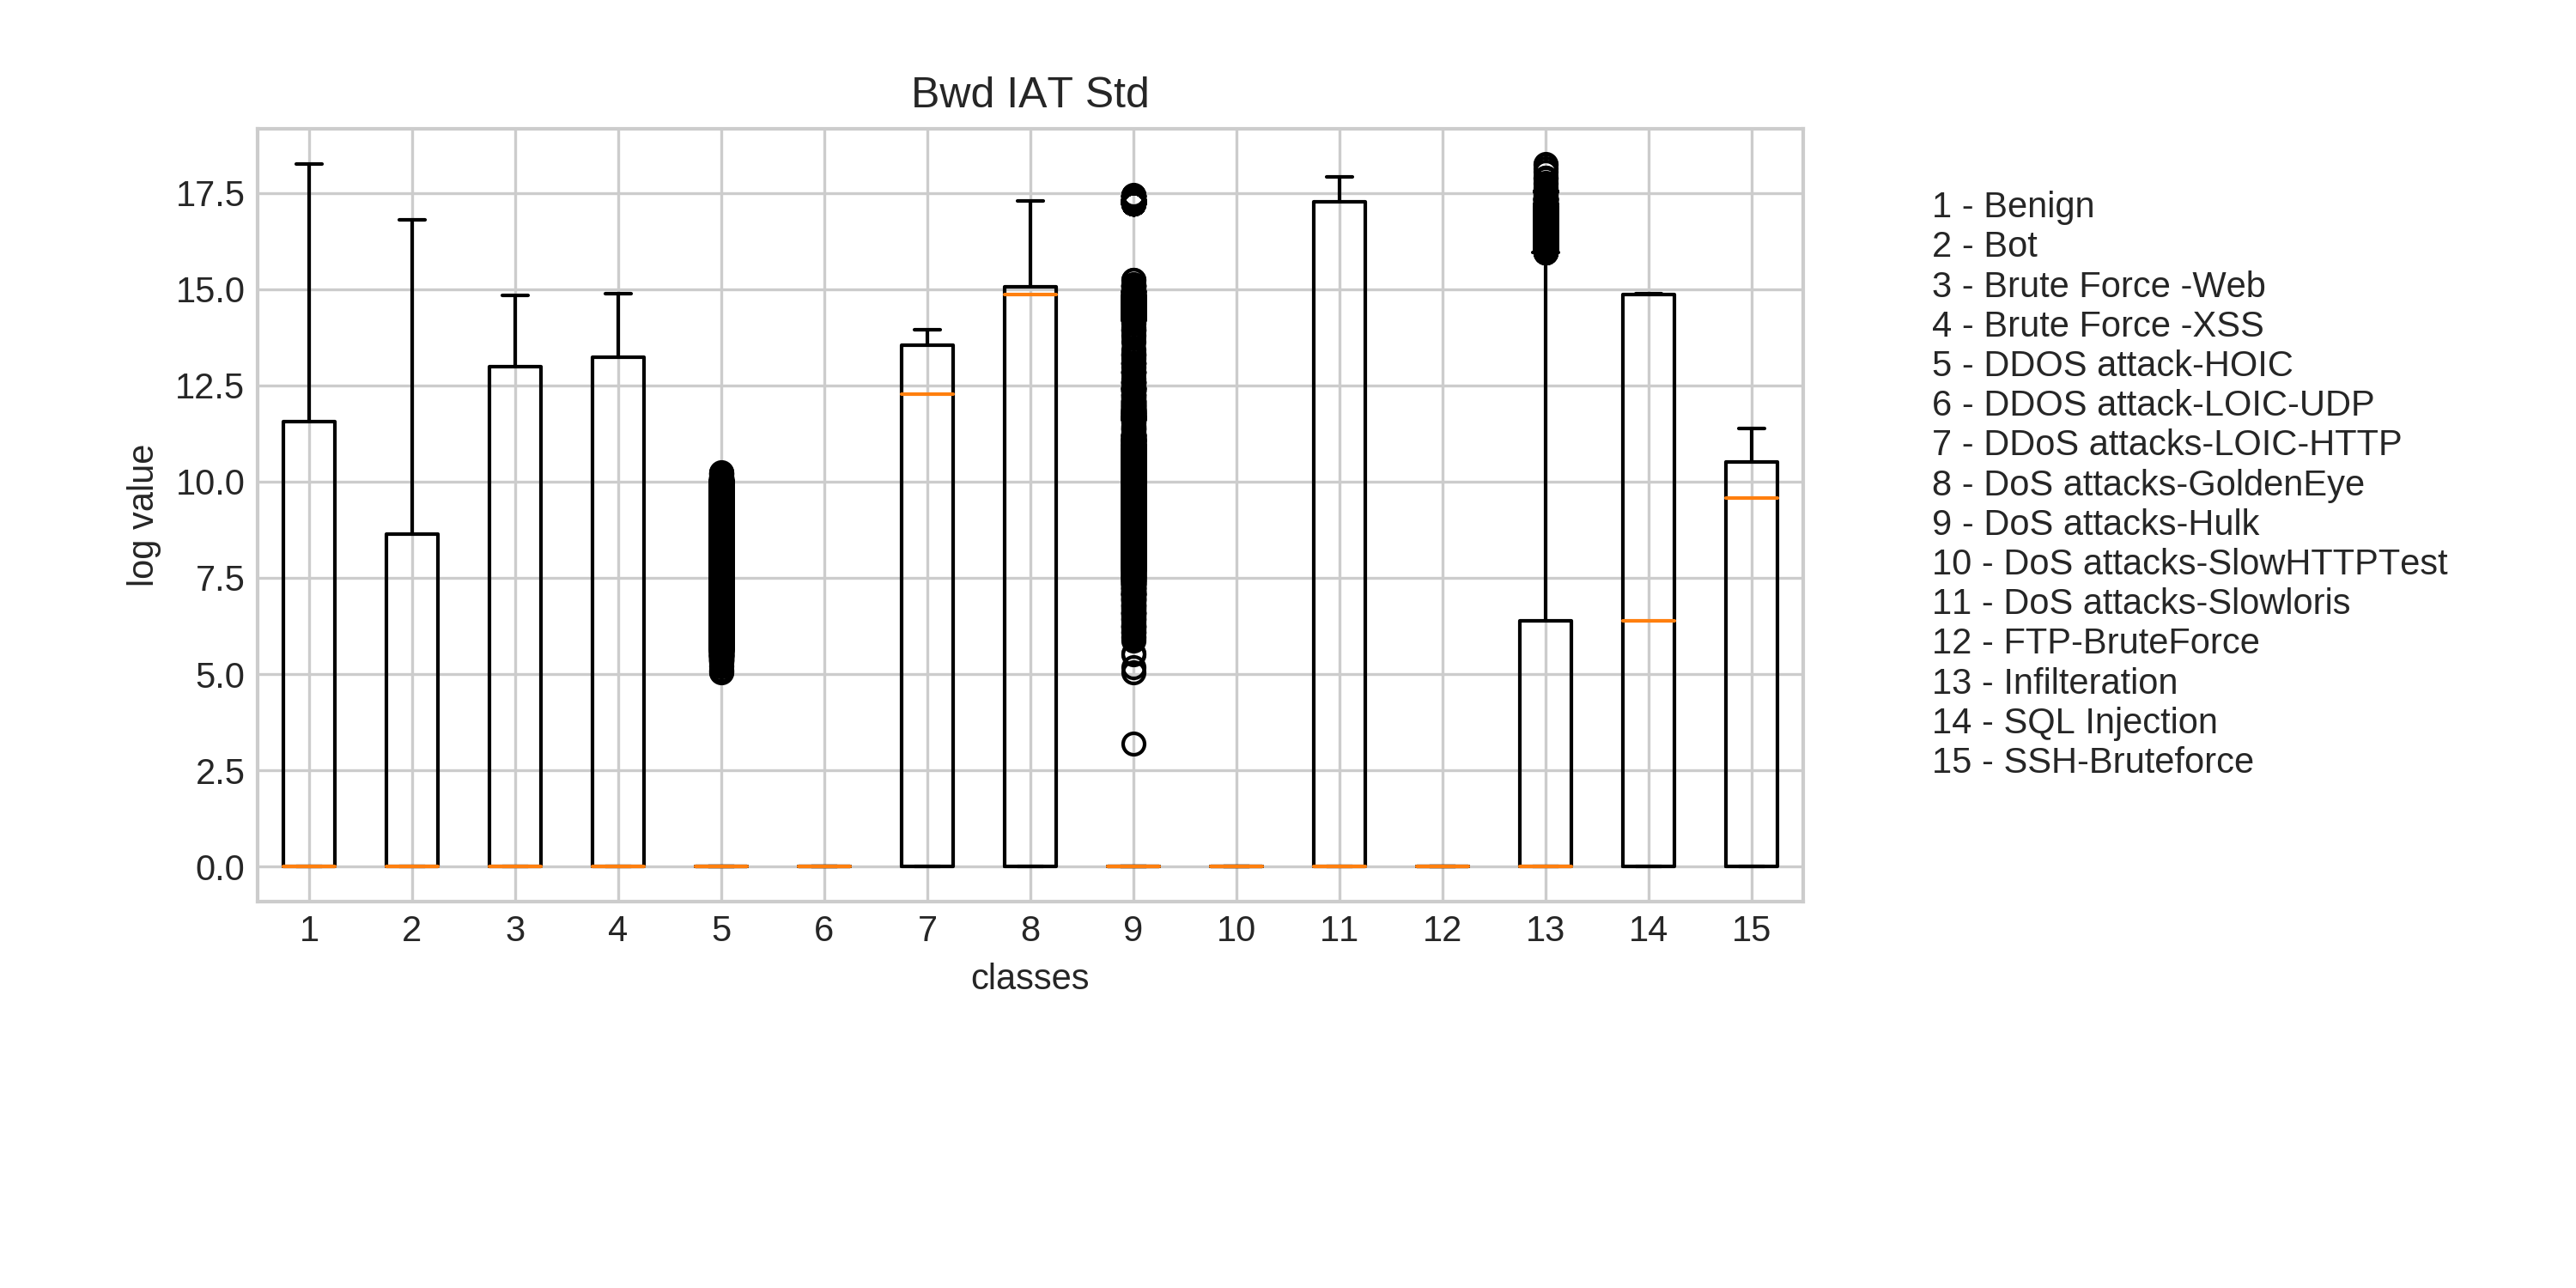 Bwd IAT Std
17.5
15.0
12.5
10.0
7.5
5.0
2.5
0.0
log value
1 2 3 4 5 6 7 8 9 10 11 12 13 14 15
classes
1 - Benign
2 - Bot
3 - Brute Force -Web
4 - Brute Force -XSS
5 - DDOS attack-HOIC
6 - DDOS attack-LOIC-UDP
7 - DDoS attacks-LOIC-HTTP
8 - DoS attacks-GoldenEye
9 - DoS attacks-Hulk
10 - DoS attacks-SlowHTTPTest
11 - DoS attacks-Slowloris
12 - FTP-BruteForce
13 - Infilteration
14 - SQL Injection
15 - SSH-Bruteforce